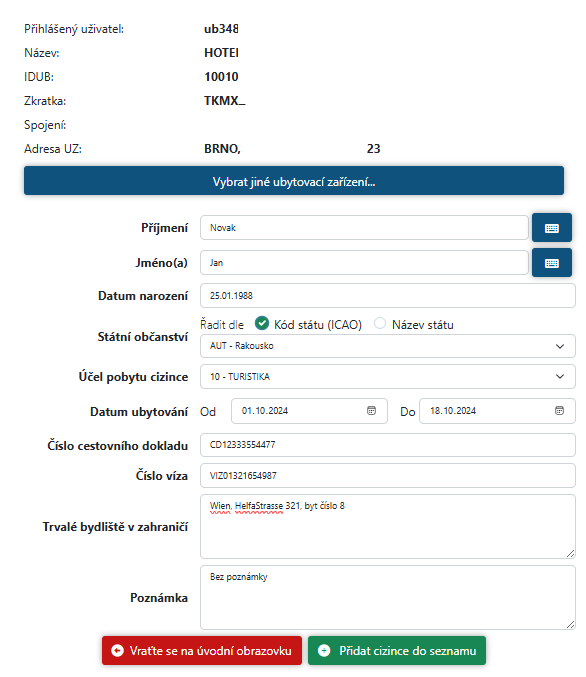 Přihlášený uživatel: ub348
Název: HOTEl
IDUB: 10010
Zkratka: TKMX_
Spojení:
Adresa UZ: BRNO, 23
Vybrat jiné ubytovací zařízení...
Příjmení Novak
Jméno(a) Jan
Datum narození 25.01.1988
Řadit dle Kód státu (ICAO) Název státu
Státní občanství AUT - Rakousko
Účel pobytu cizince 10 - TURISTIKA
Datum ubytování Od 01.10.2024 Do 18.10.2024
Číslo cestovního dokladu CD12333554477
Číslo víza VIZ01321654987
Trvalé bydliště v zahraničí Wien, HelfaStrasse 321, byt číslo 8
Poznámka Bez poznámky
Vraťte se na úvodní obrazovku Přidat cizince do seznamu